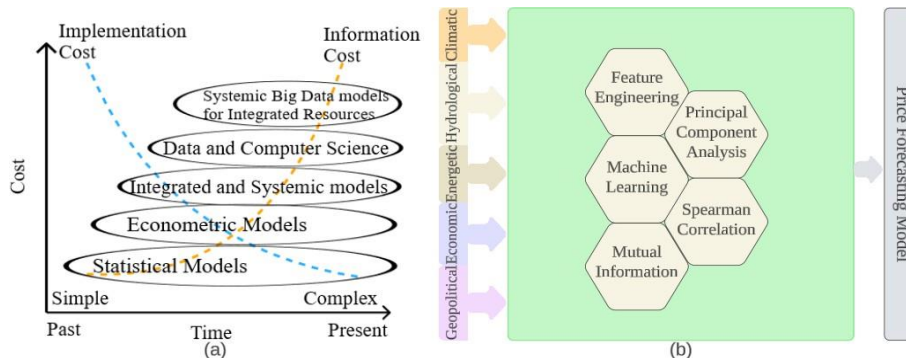 Implementation
Cost
Information
Cost
Systemic Big Data models
for Integrated Resources
Data and Computer Science
Integrated and Systemic models
Econometric Models
Statistical Models
Cost
Simple
Complex
Past
Time
Present
(a)
Climatic
Hydrological
Energetic
Economic
Geopolitical
Feature
Engineering
Principal
Component
Analysis
Machine
Learning
Spearman
Correlation
Mutual
Information
Price Forecasting Model
(b)